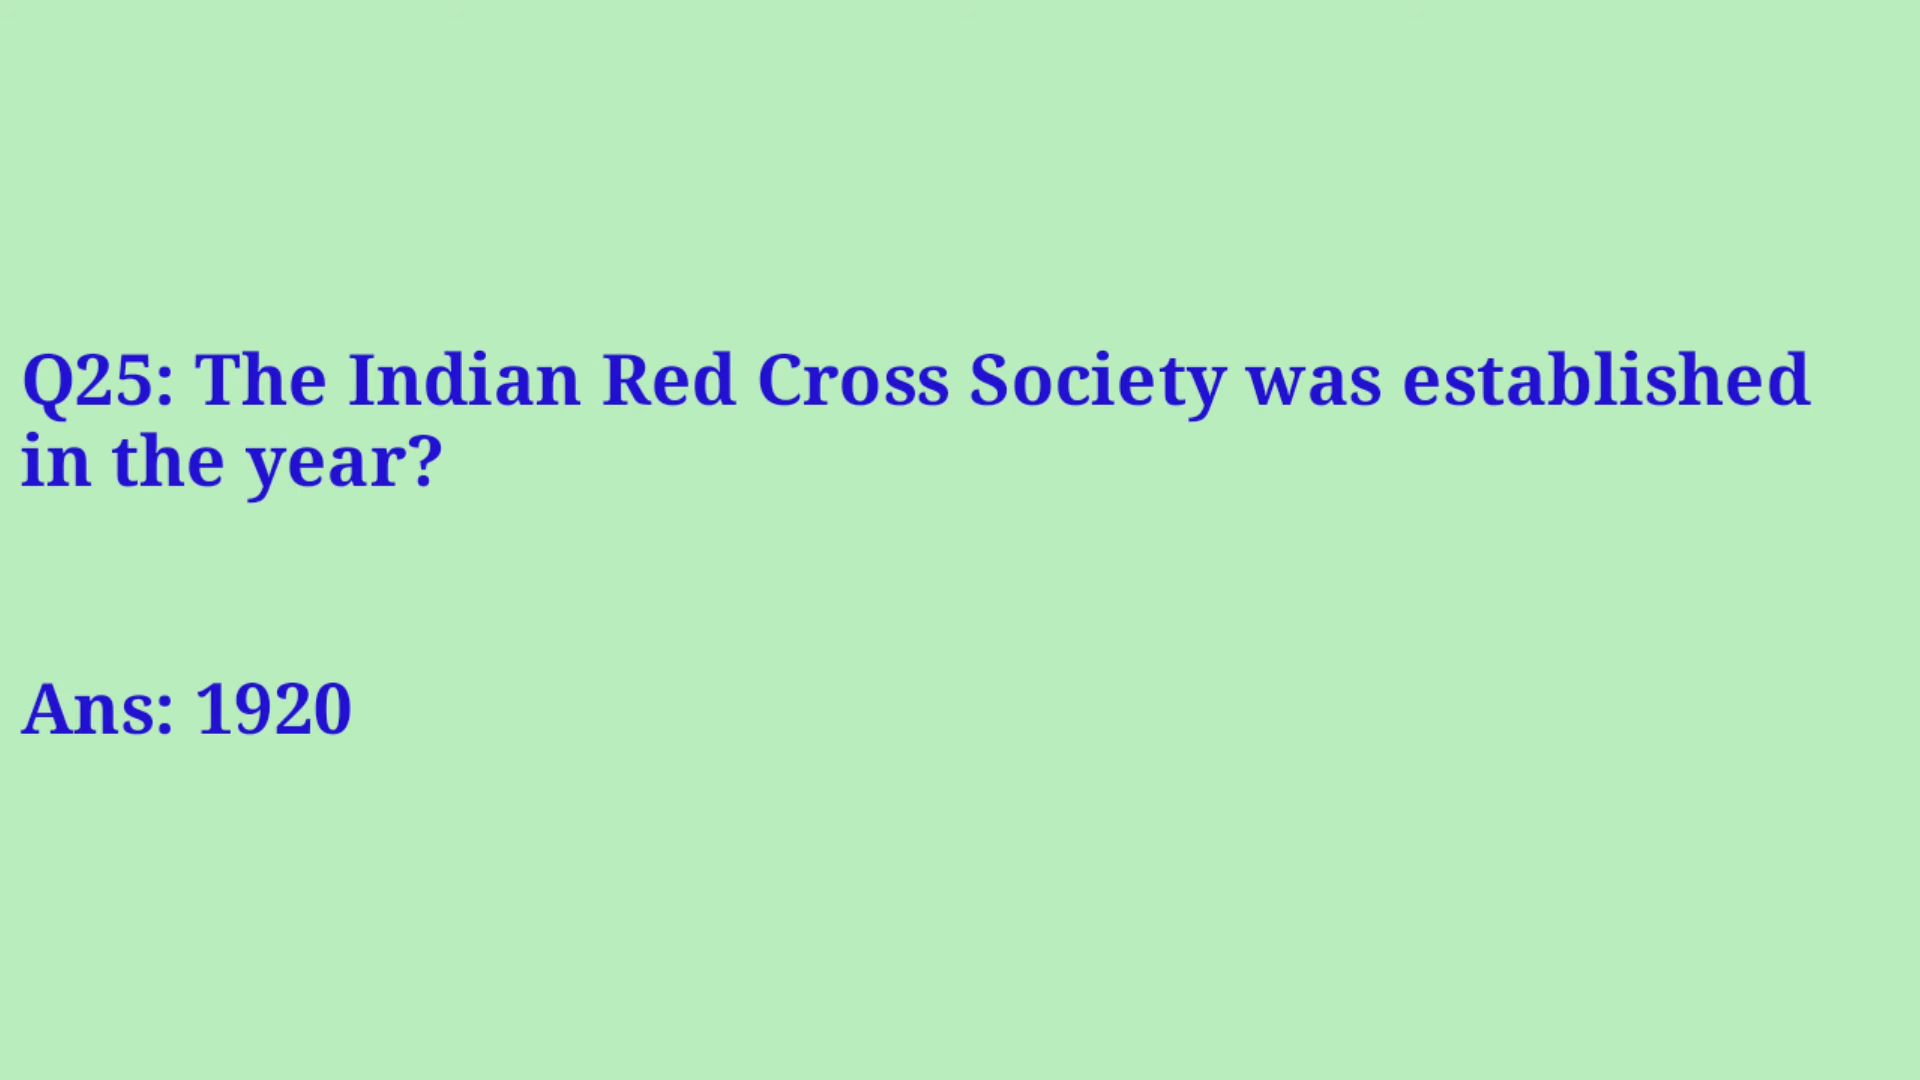 Q25: The Indian Red Cross Society was established
in the year?
Ans: 1920